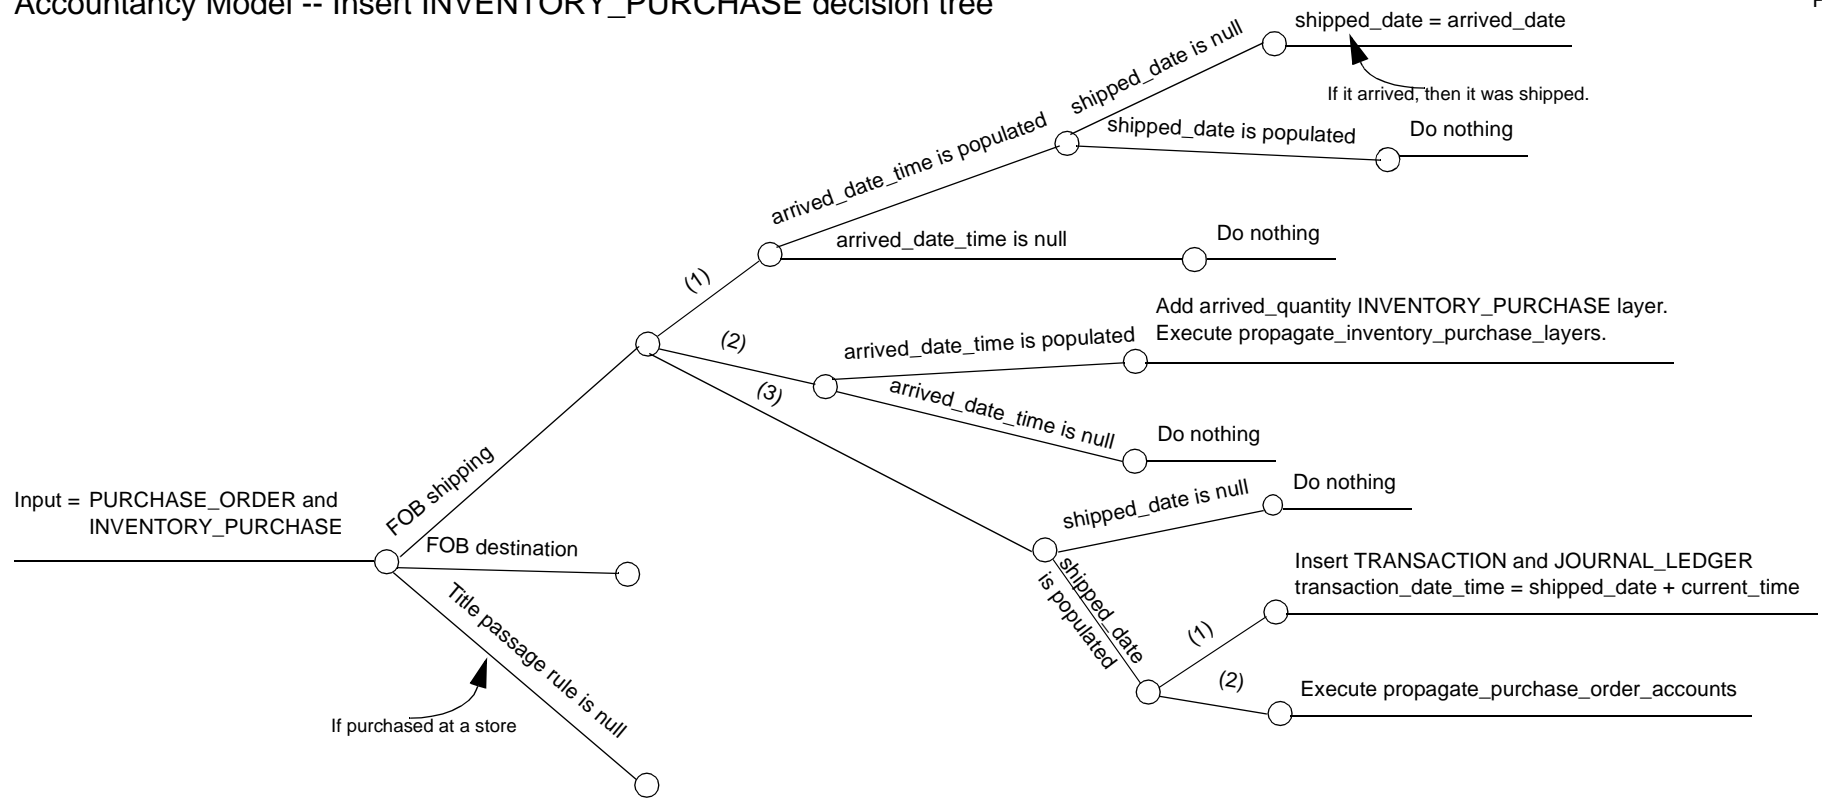 Accountancy Model -- Insert INVENTORY_PURCHASE decision tree
shipped_date = arrived_date
If it arrived, then it was shipped.
shipped_date is null
shipped_date is populated
Do nothing
arrived_date_time is populated
arrived_date_time is null
Do nothing
(1)
Add arrived_quantity INVENTORY_PURCHASE layer.
Execute propagate_inventory_purchase_layers.
(2)
arrived_date_time is populated
(3)
arrived_date_time is null
Do nothing
FOB shipping
shipped_date is null
Do nothing
Input = PURCHASE_ORDER and
INVENTORY_PURCHASE
FOB destination
Insert TRANSACTION and JOURNAL_LEDGER
transaction_date_time = shipped_date + current_time
shipped_date
is populated
(1)
(2)
Execute propagate_purchase_order_accounts
Title passage rule is null
If purchased at a store